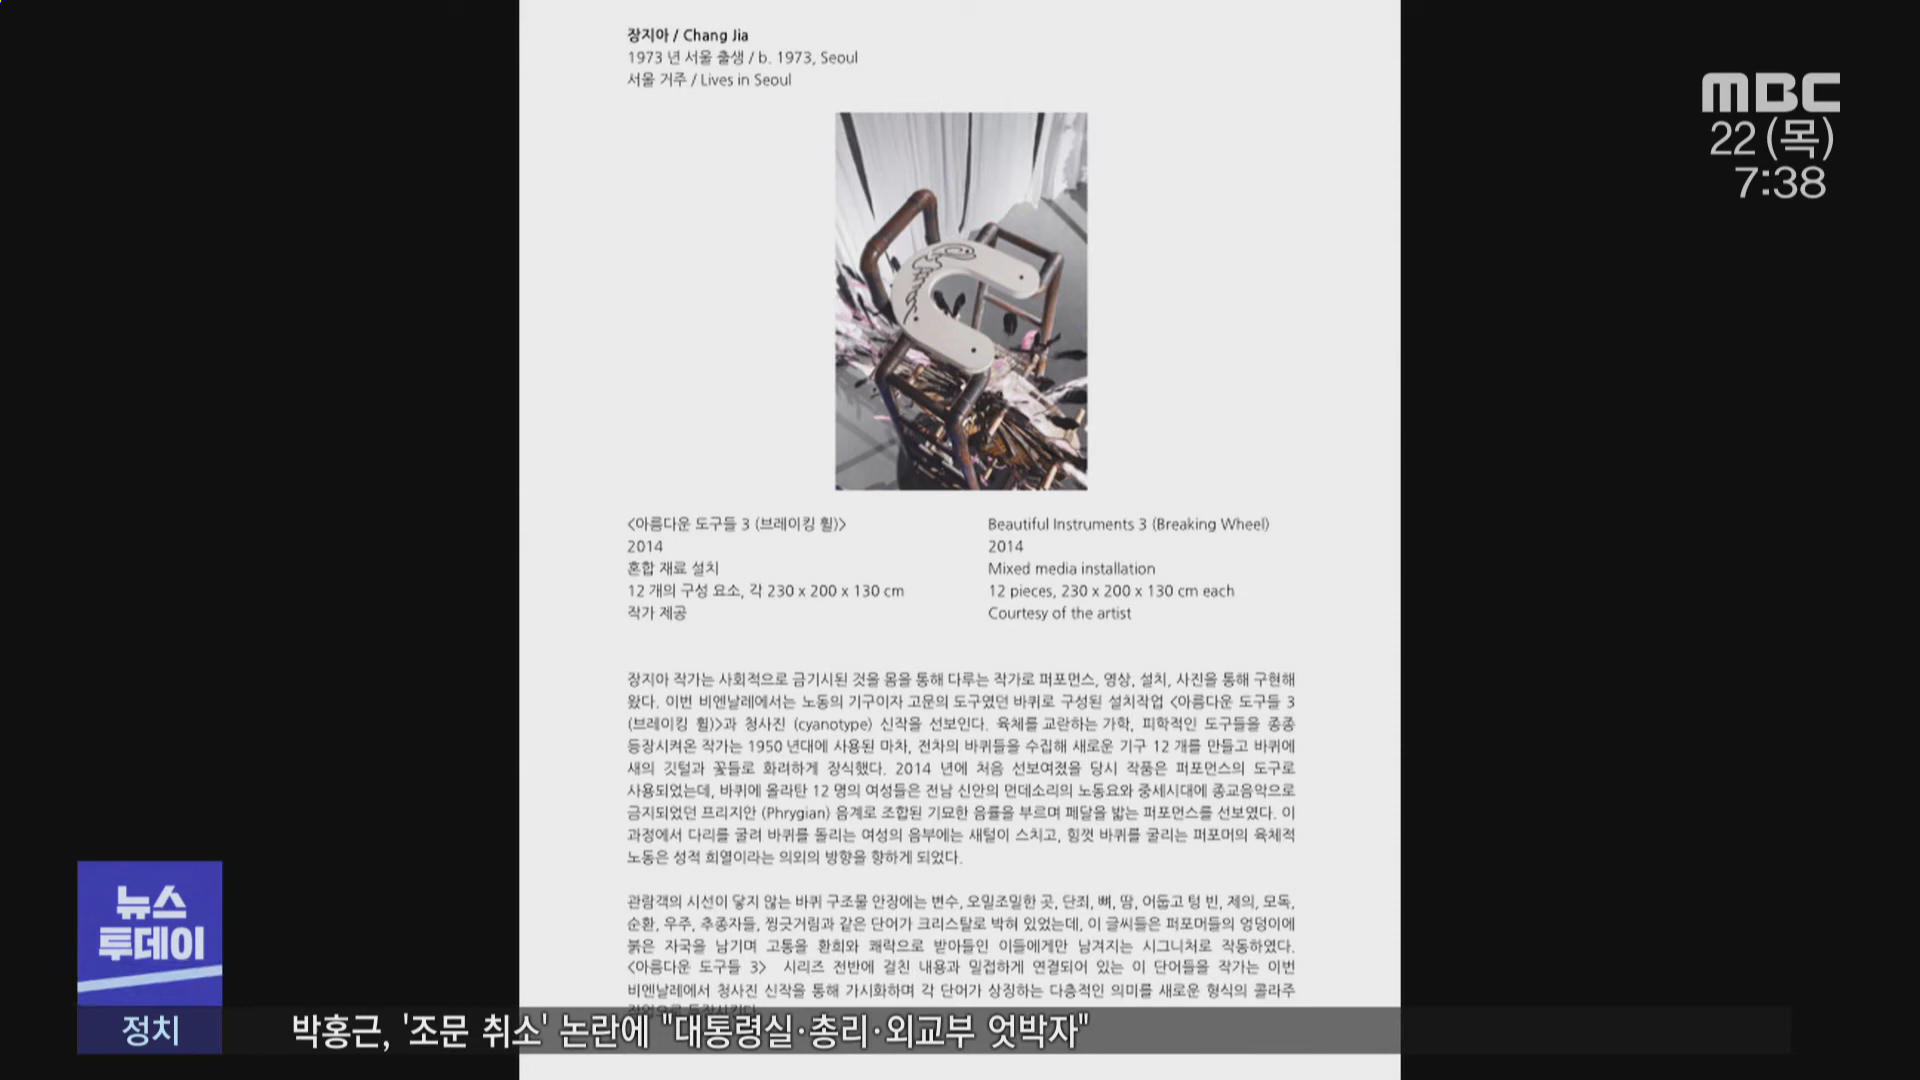 장지아 / Chang Jia
1973 년 서울 출생 / b. 1973, Seoul
서울 거주 / Lives in Seoul
MBC
22 (목)
7:38
<아름다운 도구들 3 (브레이킹 휠)>
2014
혼합 재료 설치
12 개의 구성 요소, 각 230 x 200 x 130 cm
작가 제공
Beautiful Instruments 3 (Breaking Wheel)
2014
Mixed media installation
12 pieces, 230 x 200 x 130 cm each
Courtesy of the artist
장지아 작가는 사회적으로 금기시된 것을 몸을 통해 다루는 작가로 퍼포먼스, 영상, 설치, 사진을 통해 구현해
왔다. 이번 비엔날레에서는 노동의 기구이자 고문의 도구였던 바퀴로 구성된 설치작업 <아름다운 도구들 3
(브레이킹 휠)>과 청사진 (cyanotype) 신작을 선보인다. 육체를 교란하는 가학, 피학적인 도구들을 종종
등장시켜온 작가는 1950 년대에 사용된 마차, 전차의 바퀴들을 수집해 새로운 기구 12 개를 만들고 바퀴에
새의 깃털과 꽃들로 화려하게 장식했다. 2014 년에 처음 선보여졌을 당시 작품은 퍼포먼스의 도구로
사용되었는데, 바퀴에 올라탄 12 명의 여성들은 전남 신안의 먼데소리의 노동요와 중세시대에 종교음악으로
금지되었던 프리지안 (Phrygian) 음계로 조합된 기묘한 음률을 부르며 페달을 밟는 퍼포먼스를 선보였다. 이
과정에서 다리를 굴려 바퀴를 돌리는 여성의 음부에는 새털이 스치고, 힘껏 바퀴를 굴리는 퍼포머의 육체적
노동은 성적 희열이라는 의외의 방향을 향하게 되었다.
관람객의 시선이 닿지 않는 바퀴 구조물 안장에는 변수, 오밀조밀한 곳, 단죄, 뼈, 땀, 어둡고 텅 빈, 제의, 모독,
순환, 우주, 추종자들, 찡긋거림과 같은 단어가 크리스탈로 박혀 있었는데, 이 글씨들은 퍼포머들의 엉덩이에
붉은 자국을 남기며 고통을 환희와 쾌락으로 받아들인 이들에게만 남겨지는 시그니처로 작동하였다.
<아름다운 도구들 3> 시리즈 전반에 걸친 내용과 밀접하게 연결되어 있는 이 단어들을 작가는 이번
비엔날레에서 청사진 신작을 통해 가시화하며 각 단어가 상징하는 다층적인 의미를 새로운 형식의 콜라주
뉴스
투데이
정치
박홍근, '조문 취소' 논란에 "대통령실·총리·외교부 엇박자"